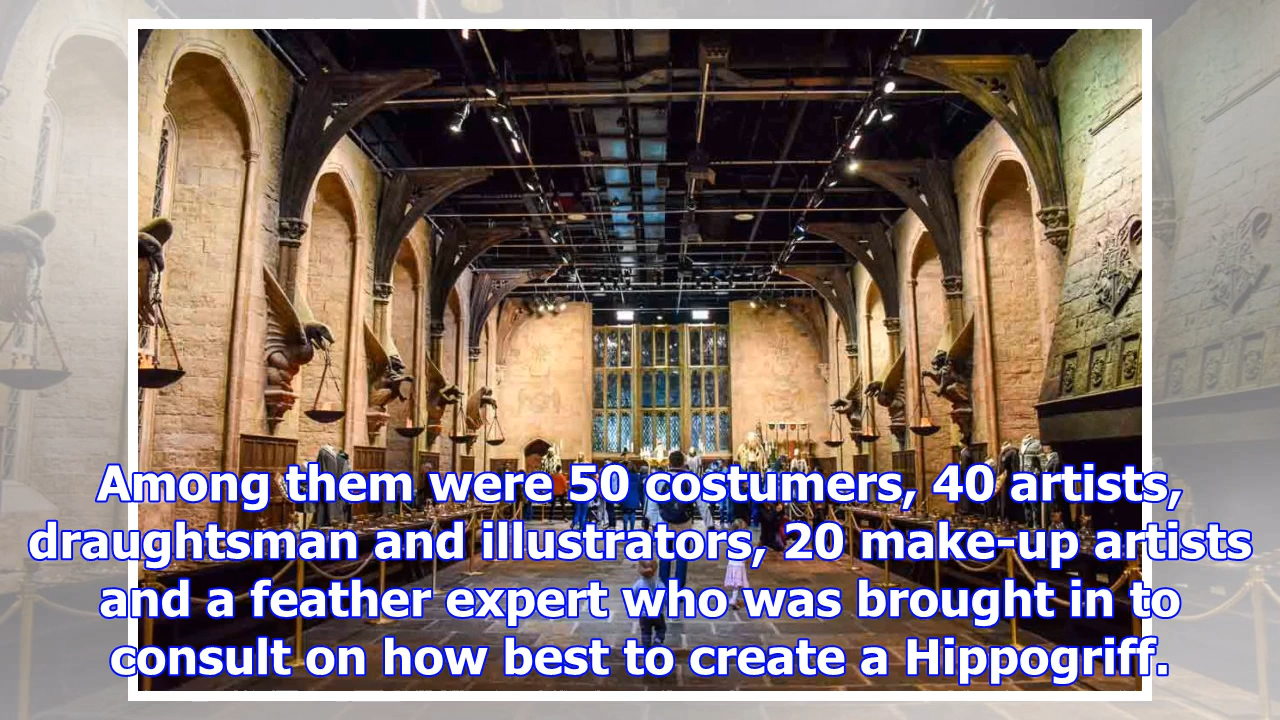 Among them were 50 costumers, 40 artists,
draughtsman and illustrators, 20 make-up artists
and a feather expert who was brought in to
consult on how best to create a Hippogriff.